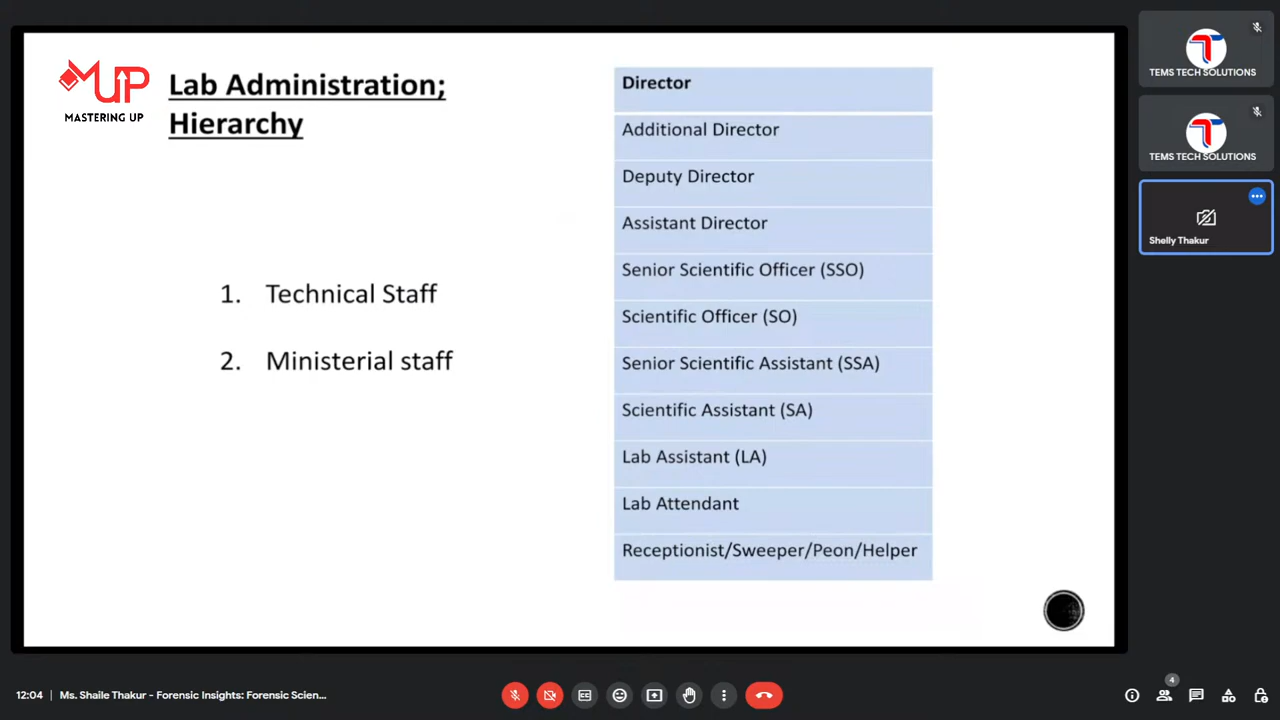 MUP
MASTERING UP
Lab Administration;
Hierarchy
1. Technical Staff
2. Ministerial staff
Director
Additional Director
Deputy Director
Assistant Director
Senior Scientific Officer (SSO)
Scientific Officer (SO)
Senior Scientific Assistant (SSA)
Scientific Assistant (SA)
Lab Assistant (LA)
Lab Attendant
Receptionist/Sweeper/Peon/Helper
TEMS TECH SOLUTIONS
TEMS TECH SOLUTIONS
Shelly Thakur
12:04 | Ms. Shaile Thakur - Forensic Insights: Forensic Scien...
4